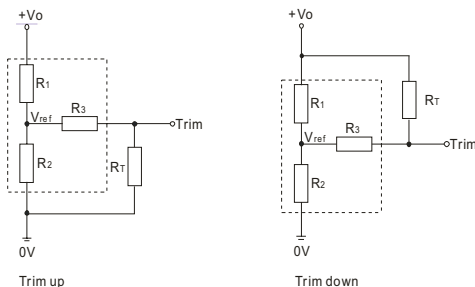 +Vo
R1
Vref
R3
Trim
R2
RT
0V
Trim up
+Vo
R1
RT
Vref
R3
Trim
R2
0V
Trim down